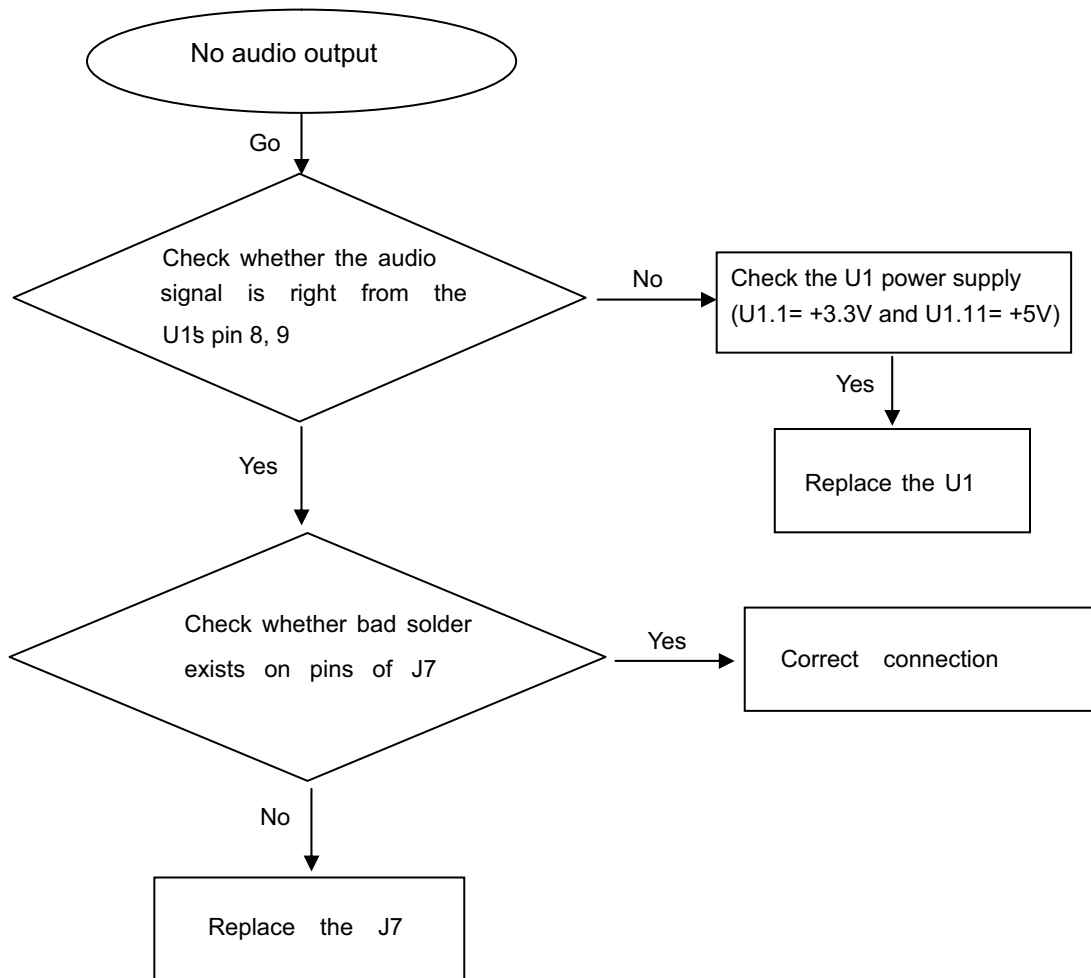 No audio output
Go
Check whether the audio
signal is right from the
U1's pin 8, 9
No
Check the U1 power supply
(U1.1= +3.3V and U1.11= +5V)
Yes
Replace the U1
Yes
Check whether bad solder
exists on pins of J7
Yes
Correct connection
No
Replace the J7